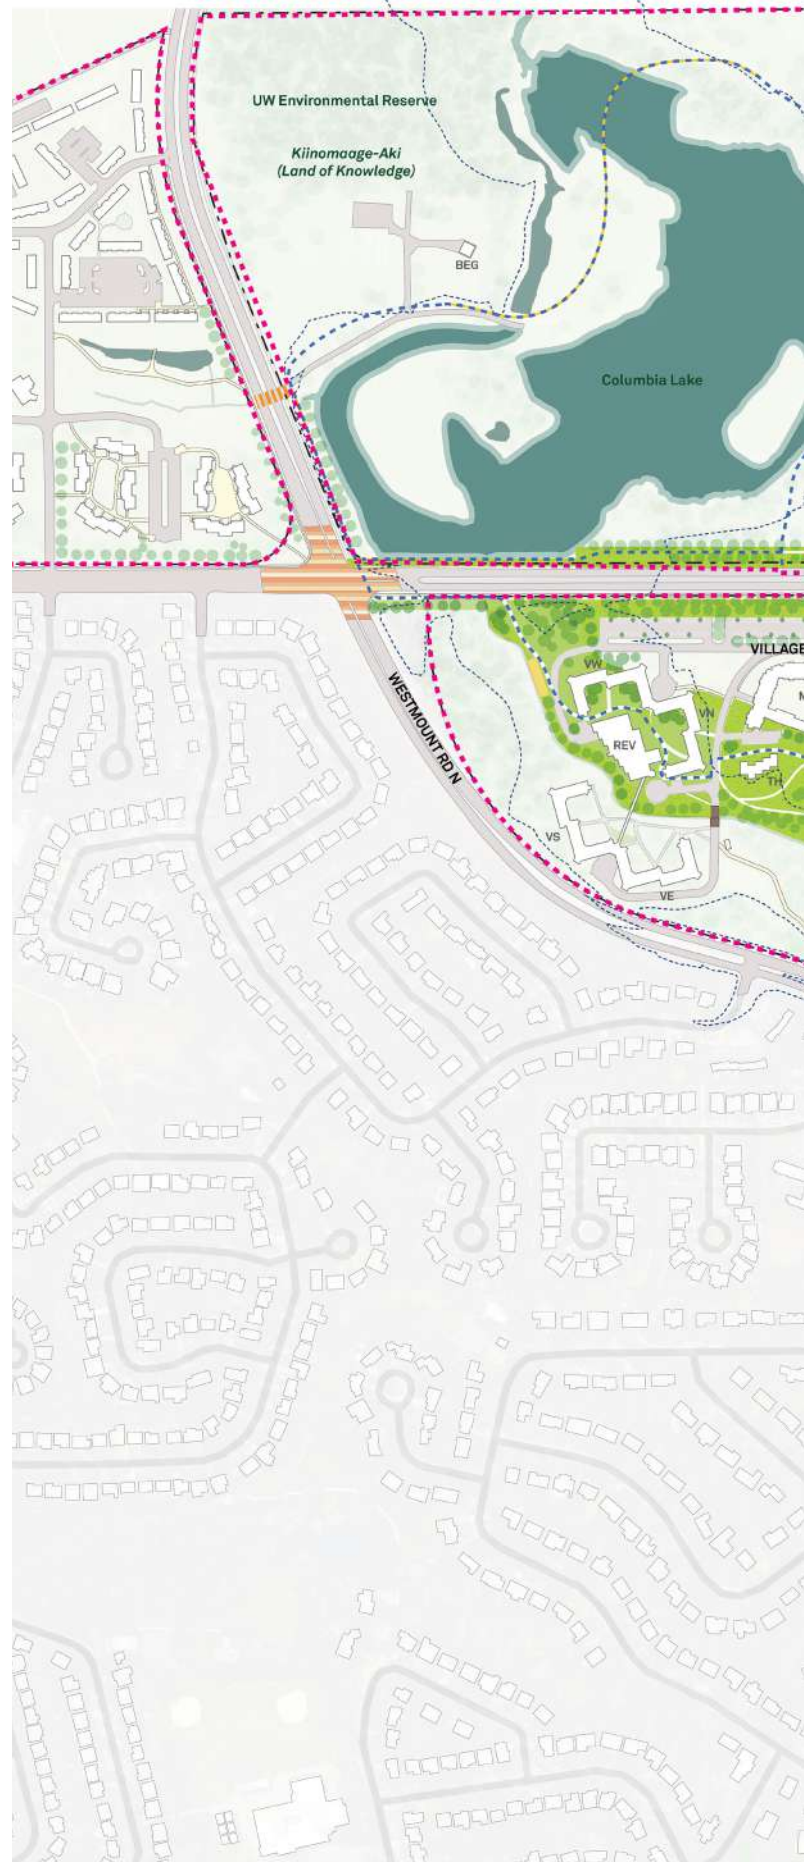 UW Environmental Reserve
Kiinomaage-Aki
(Land of Knowledge)
BEG
Columbia Lake
WESTMOUNT RD N
VILLAGE
VW
VN
REV
TH
VS
VE